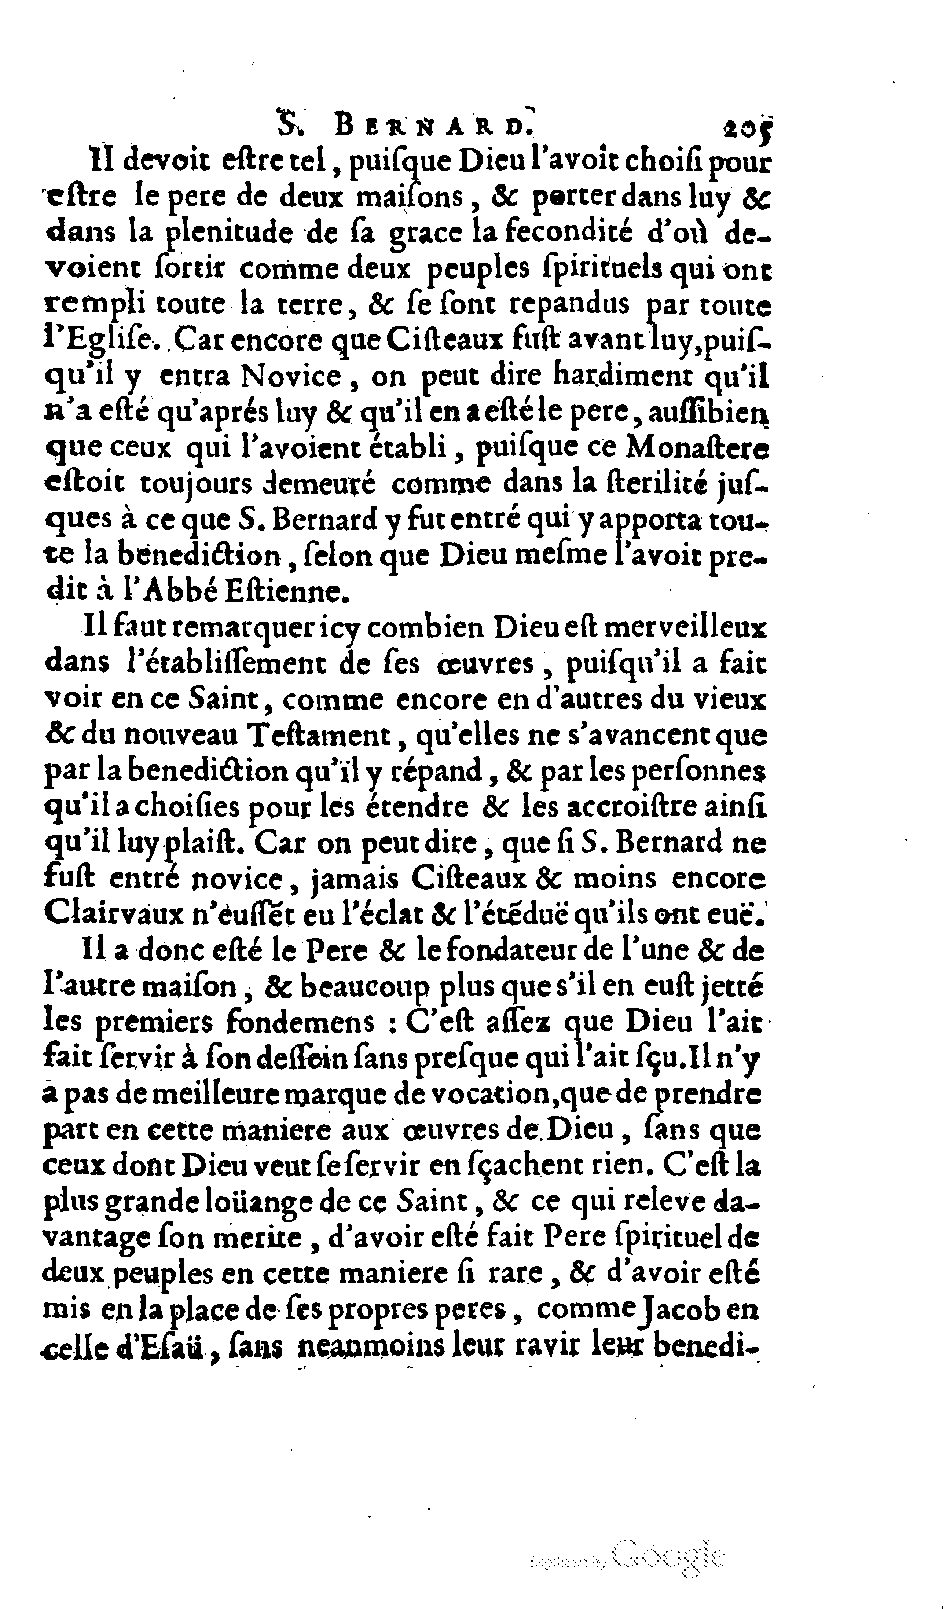 S. BERNARD. 205
Il devoit eſtre tel, puiſque Dieu l'avoit choiſi pour
eſtre le pere de deux maiſons, & porter dans luy &
dans la plenitude de ſa grace la fecondité d'où de-
voient ſortir comme deux peuples ſpirituels qui ont
rempli toute la terre, & ſe ſont repandus par toute
l'Egliſe. Car encore que Ciſteaux fuſt avant luy, puiſ-
qu'il y entra Novice, on peut dire hardiment qu'il
n'a eſté qu'aprés luy & qu'il en a eſté le pere, auſſibien
que ceux qui l'avoient établi, puiſque ce Monaſtere
eſtoit toujours demeuré comme dans la ſterilité juſ-
ques à ce que S. Bernard y fut entré qui y apporta tou-
te la benediction, ſelon que Dieu meſme l'avoit pre-
dit à l'Abbé Eſtienne.
Il faut remarquer icy combien Dieu eſt merveilleux
dans l'établiſſement de ſes œuvres, puiſqu'il a fait
voir en ce Saint, comme encore en d'autres du vieux
& du nouveau Teſtament, qu'elles ne s'avancent que
par la benediction qu'il y répand, & par les perſonnes
qu'il a choiſies pour les étendre & les accroiſtre ainſi
qu'il luy plaiſt. Car on peut dire, que ſi S. Bernard ne
fuſt entré novice, jamais Ciſteaux & moins encore
Clairvaux n'euſſẽt eu l'éclat & l'étẽduë qu'ils ont euë.
Il a donc eſté le Pere & le fondateur de l'une & de
l'autre maiſon, & beaucoup plus que s'il en euſt jetté
les premiers fondemens : C'eſt aſſez que Dieu l'ait
fait ſervir à ſon deſſein ſans preſque qui l'ait ſçu. Il n'y
a pas de meilleure marque de vocation, que de prendre
part en cette maniere aux œuvres de Dieu, ſans que
ceux dont Dieu veut ſe ſervir en ſçachent rien. C'eſt la
plus grande loüange de ce Saint, & ce qui releve da-
vantage ſon merite, d'avoir eſté fait Pere ſpirituel de
deux peuples en cette maniere ſi rare, & d'avoir eſté
mis en la place de ſes propres peres, comme Jacob en
celle d'Eſaü, ſans neanmoins leur ravir leur benedi-
Digitized by Google